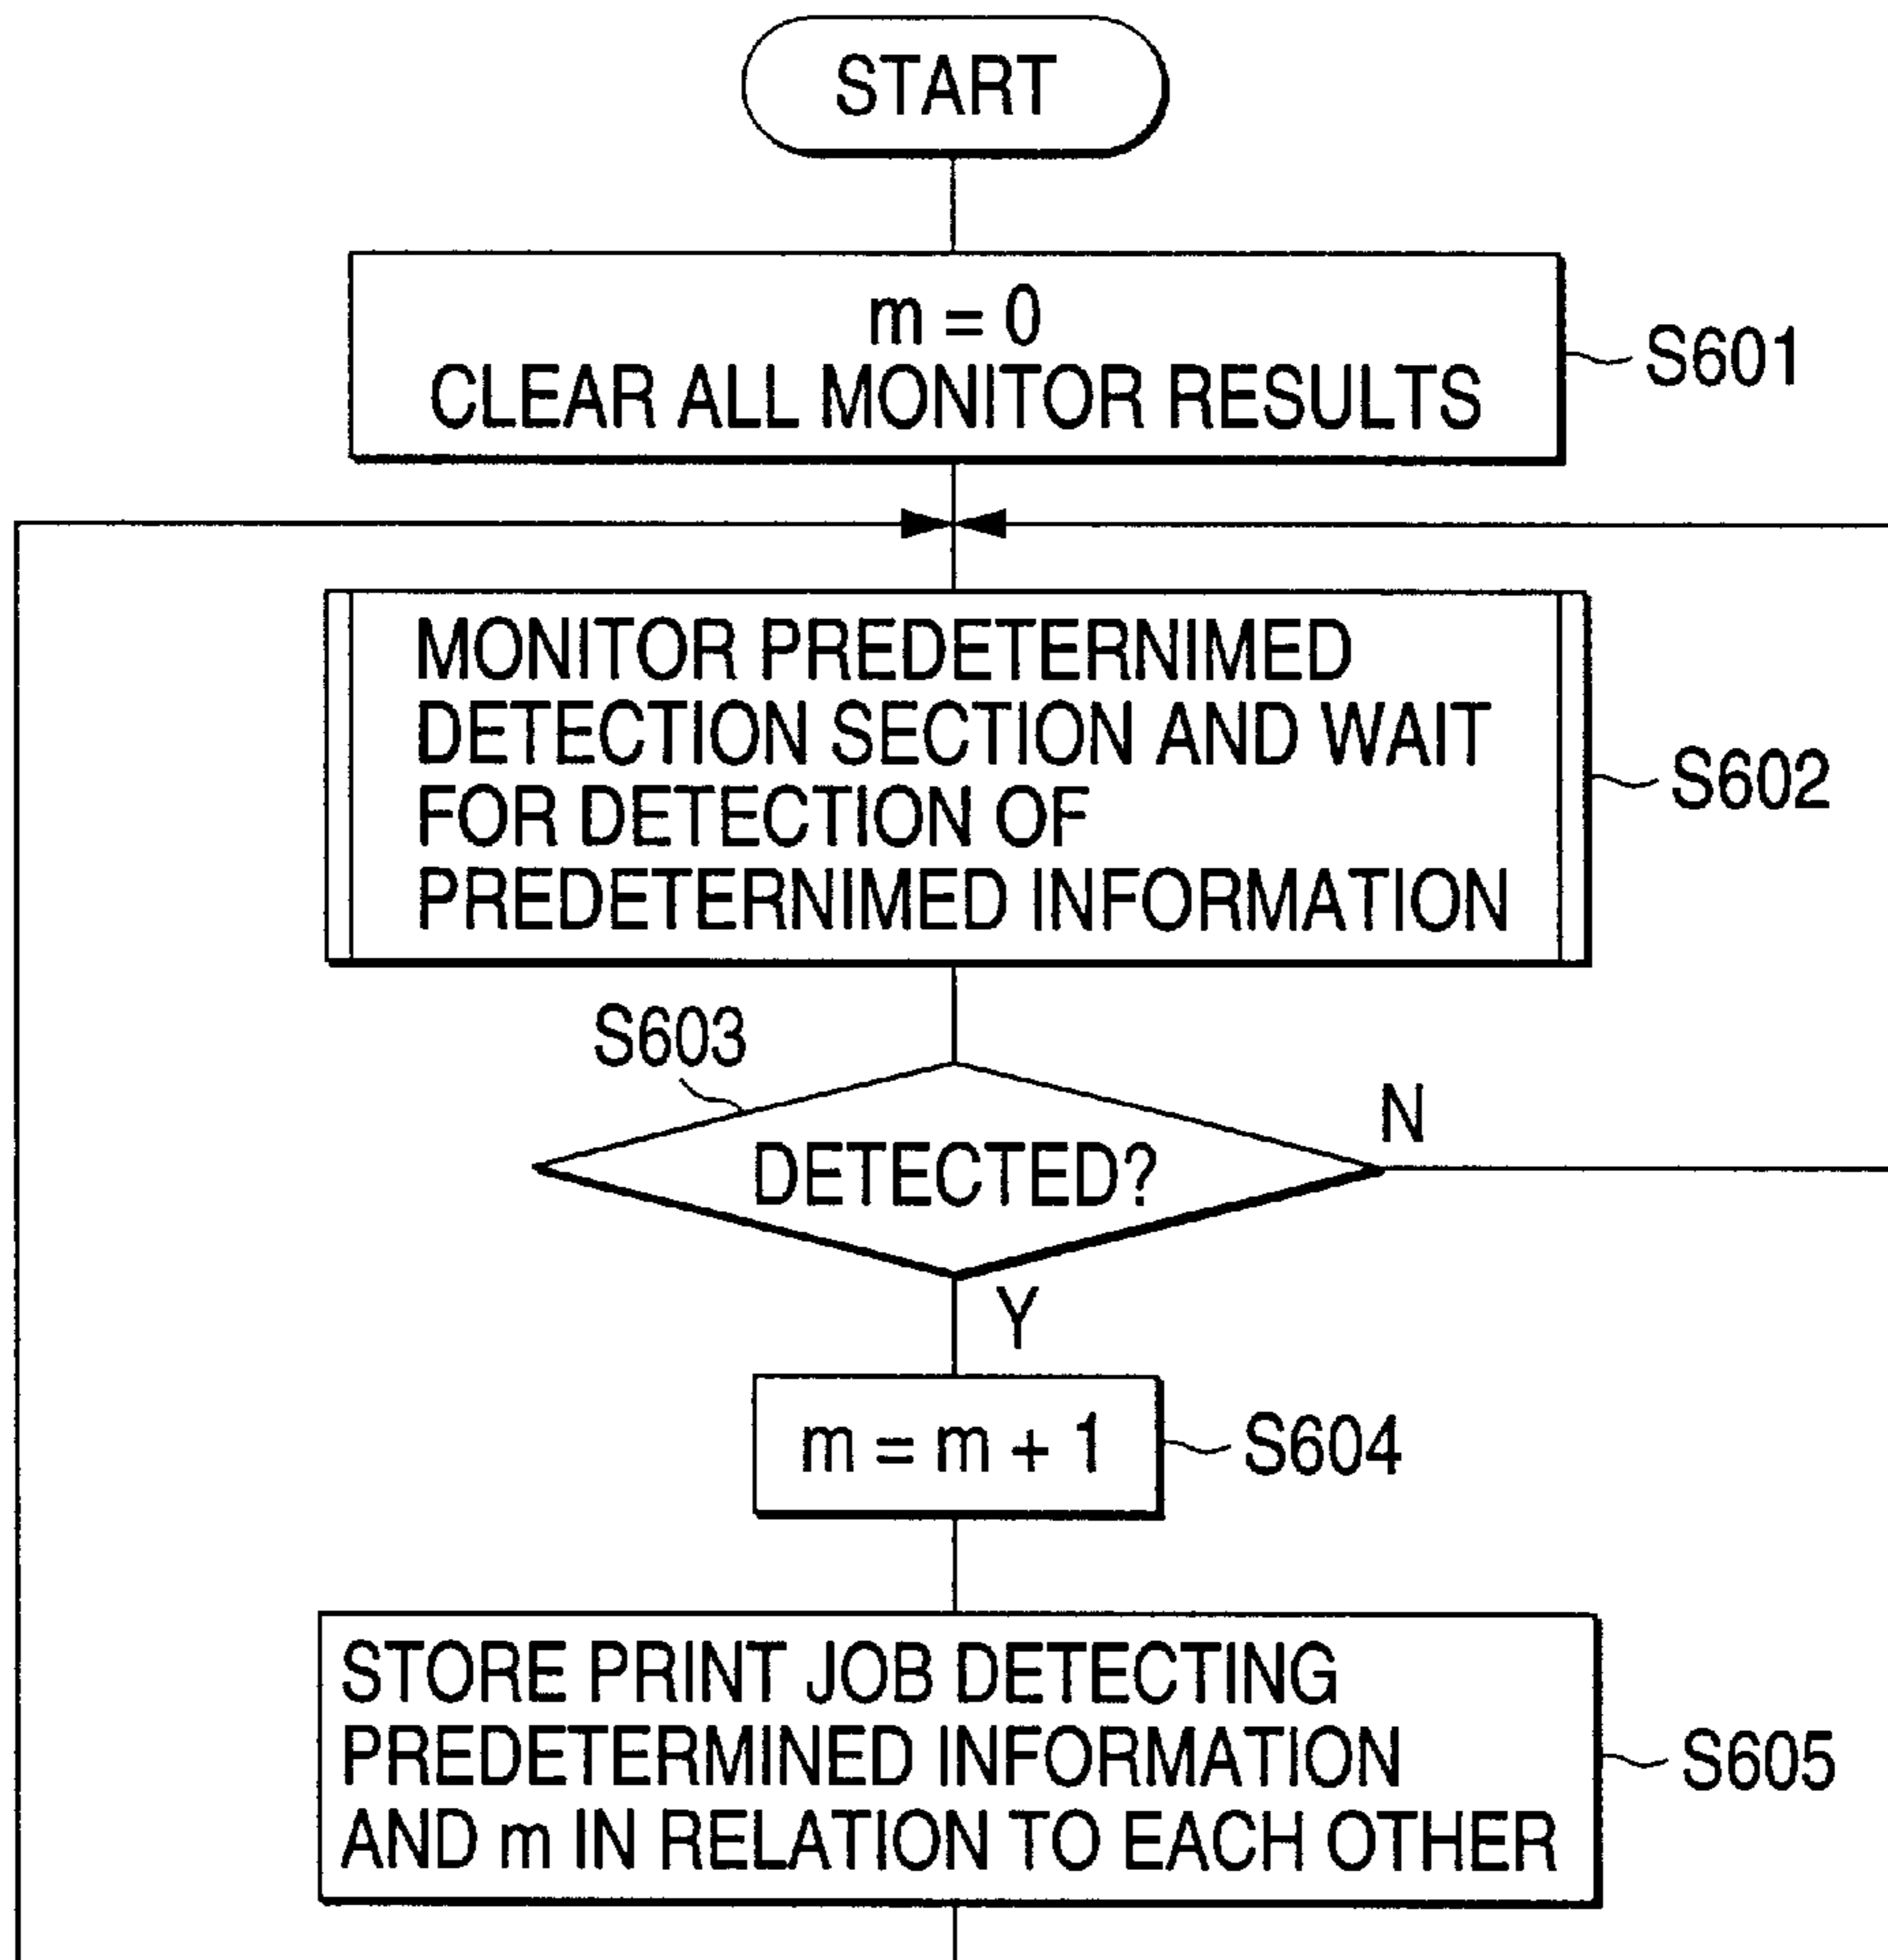 START
m = 0
CLEAR ALL MONITOR RESULTS
S601
MONITOR PREDETERNIMED
DETECTION SECTION AND WAIT
FOR DETECTION OF
PREDETERNIMED INFORMATION
S602
S603
DETECTED?
N
Y
m = m + 1
S604
STORE PRINT JOB DETECTING
PREDETERMINED INFORMATION
AND m IN RELATION TO EACH OTHER
S605